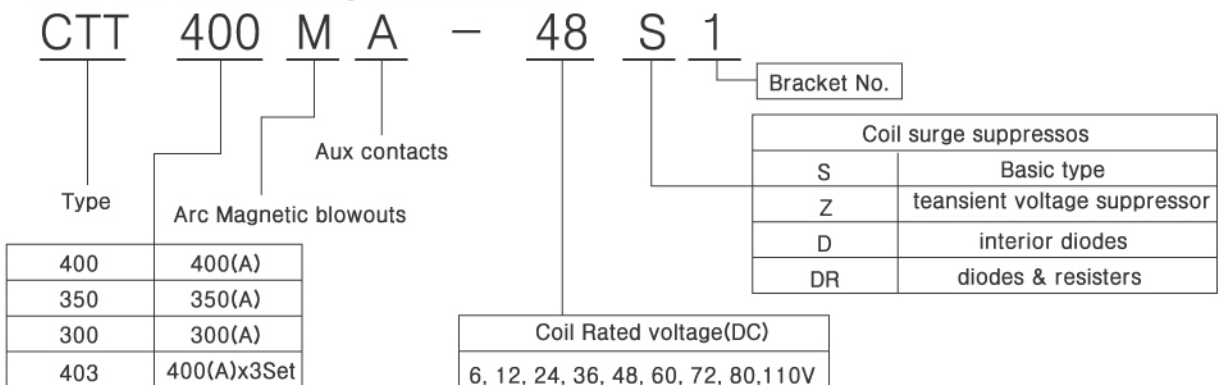 CTT 400 M A - 48 S 1
Bracket No.
Aux contacts
Type
Arc Magnetic blowouts
Coil surge suppressos
S Basic type
Z teansient voltage suppressor
D interior diodes
DR diodes & resisters
400 400(A)
350 350(A)
300 300(A)
403 400(A)x3Set
Coil Rated voltage(DC)
6, 12, 24, 36, 48, 60, 72, 80,110V